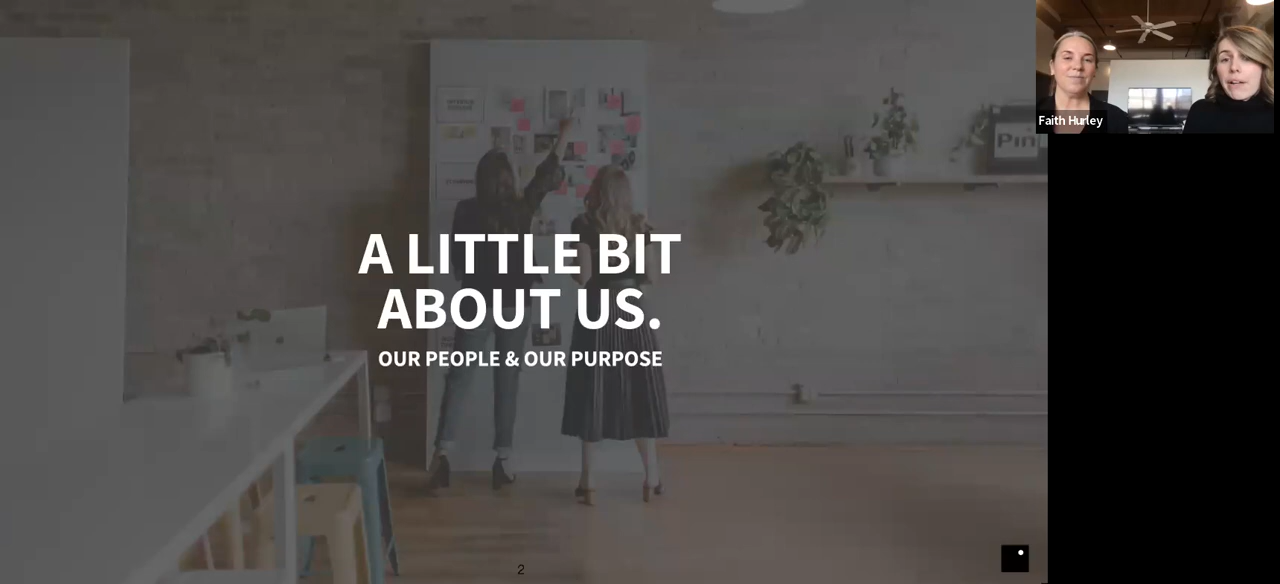 A LITTLE BIT
ABOUT US.
OUR PEOPLE & OUR PURPOSE
Faith Hurley
2